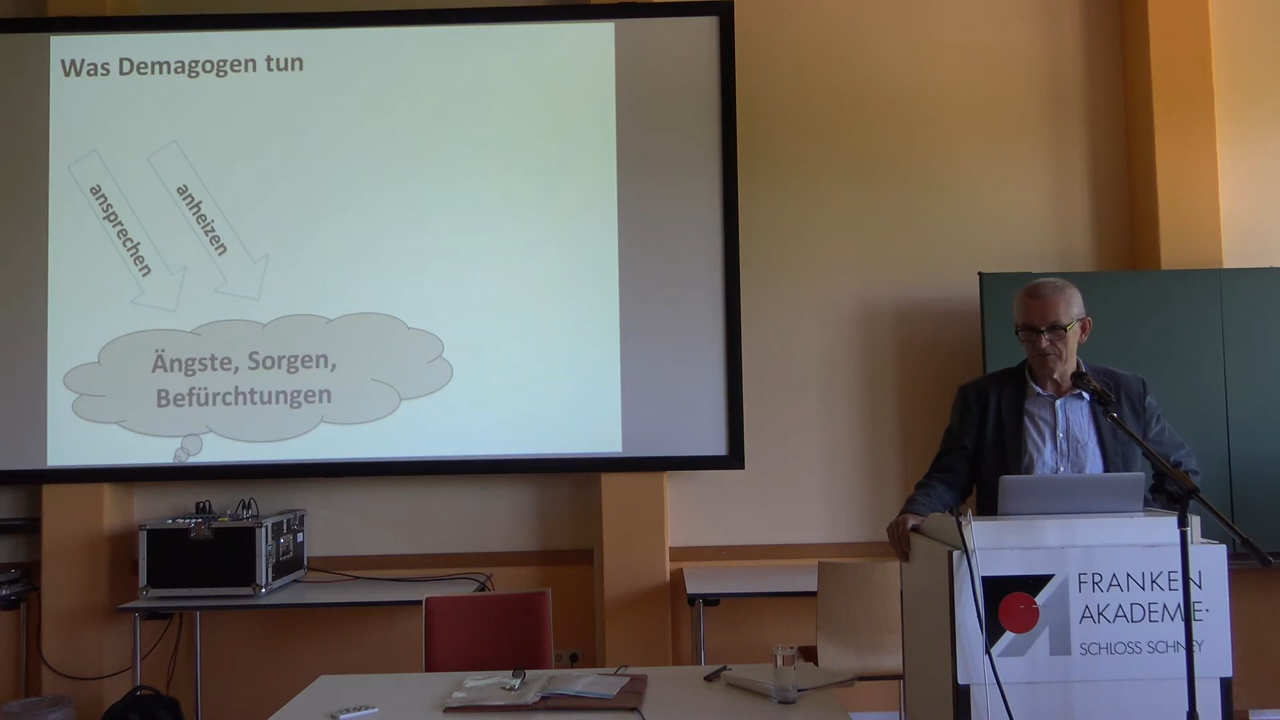 Was Demagogen tun
ansprechen
anheizen
Ängste, Sorgen,
Befürchtungen
FRANKEN
AKADEMIE
SCHLOSS SCHNEY